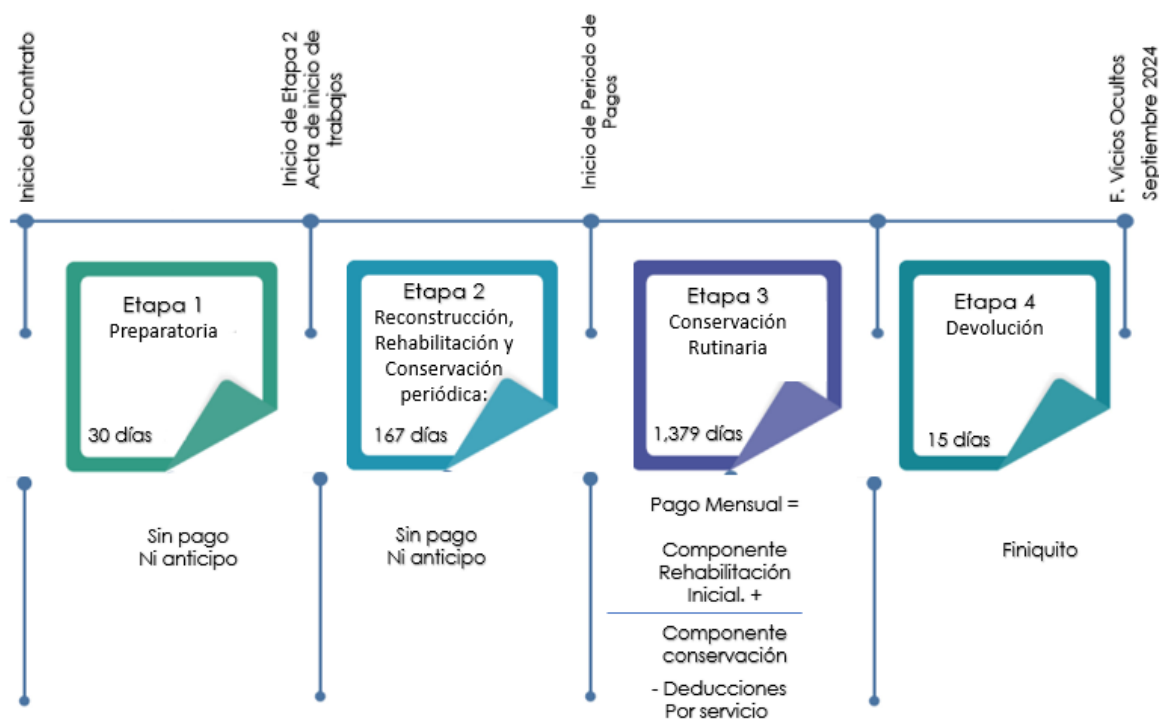 Inicio del Contrato
Inicio de Etapa 2
Acta de inicio de
trabajos
Inicio de Periodo de
Pagos
F. Vicios Ocultos
Septiembre 2024
Etapa 1
Preparatoria
30 días
Etapa 2
Reconstrucción,
Rehabilitación y
Conservación
periódica:
167 días
Etapa 3
Conservación
Rutinaria
1,379 días
Etapa 4
Devolución
15 días
Sin pago
Ni anticipo
Sin pago
Ni anticipo
Pago Mensual =
Componente
Rehabilitación
Inicial. +
Componente
conservación
- Deducciones
Por servicio
Finiquito